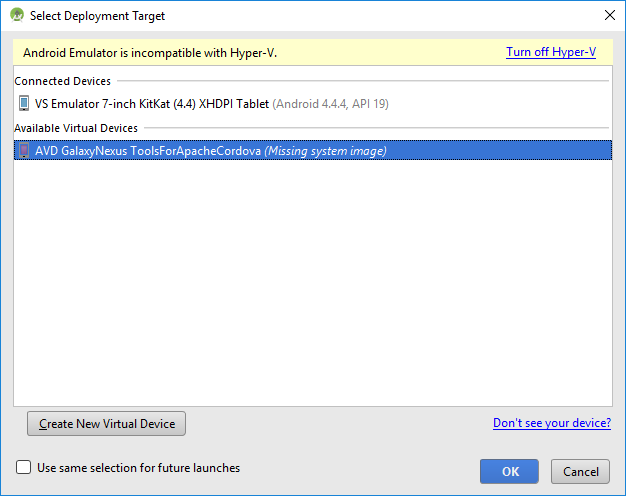 Select Deployment Target
Android Emulator is incompatible with Hyper-V. Turn off Hyper-V
Connected Devices
VS Emulator 7-inch KitKat (4.4) XHDPI Tablet (Android 4.4.4, API 19)
Available Virtual Devices
AVD GalaxyNexus ToolsForApacheCordova (Missing system image)
Create New Virtual Device Don't see your device?
Use same selection for future launches OK Cancel